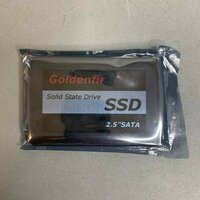 Goldenfir
Solid State Drive
SSD
2.5"SATA